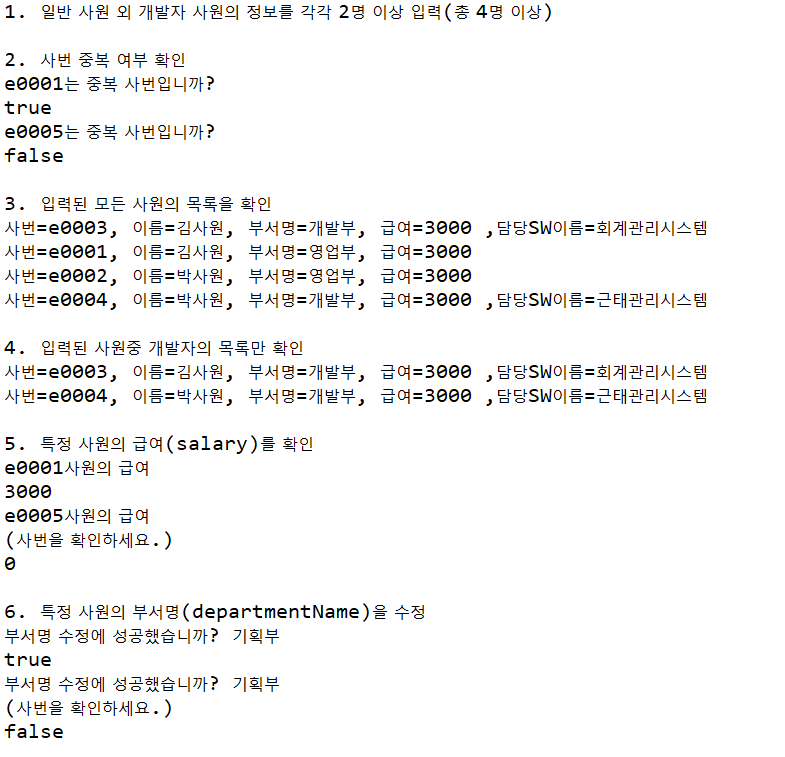 1. 일반 사원 외 개발자 사원의 정보를 각각 2명 이상 입력(총 4명 이상)
2. 사번 중복 여부 확인
e0001는 중복 사번입니까?
true
e0005는 중복 사번입니까?
false
3. 입력된 모든 사원의 목록을 확인
사번=e0003, 이름=김사원, 부서명=개발부, 급여=3000 ,담당SW이름=회계관리시스템
사번=e0001, 이름=김사원, 부서명=영업부, 급여=3000
사번=e0002, 이름=박사원, 부서명=영업부, 급여=3000
사번=e0004, 이름=박사원, 부서명=개발부, 급여=3000 ,담당SW이름=근태관리시스템
4. 입력된 사원중 개발자의 목록만 확인
사번=e0003, 이름=김사원, 부서명=개발부, 급여=3000 ,담당SW이름=회계관리시스템
사번=e0004, 이름=박사원, 부서명=개발부, 급여=3000 ,담당SW이름=근태관리시스템
5. 특정 사원의 급여(salary)를 확인
e0001사원의 급여
3000
e0005사원의 급여
(사번을 확인하세요.)
0
6. 특정 사원의 부서명(departmentName)을 수정
부서명 수정에 성공했습니까? 기획부
true
부서명 수정에 성공했습니까? 기획부
(사번을 확인하세요.)
false